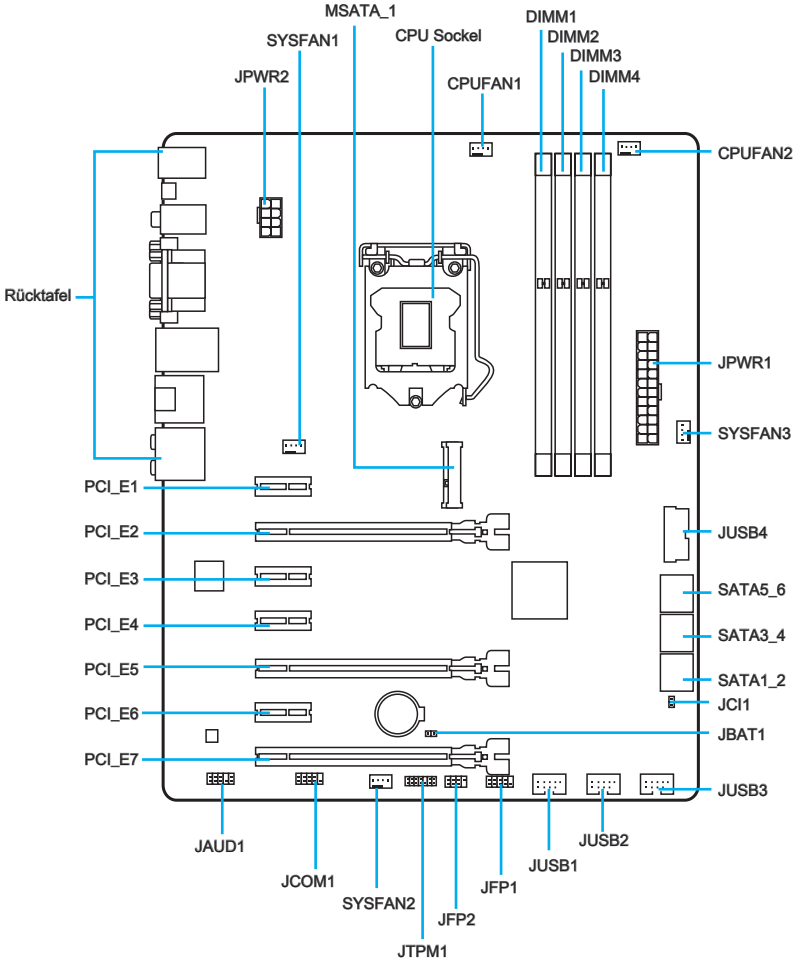 MSATA_1
DIMM1
SYSFAN1
CPU Sockel
DIMM2
DIMM3
JPWR2
CPUFAN1
DIMM4
CPUFAN2
Rücktafel
JPWR1
SYSFAN3
PCI_E1
PCI_E2
JUSB4
PCI_E3
SATA5_6
PCI_E4
SATA3_4
PCI_E5
SATA1_2
JCI1
PCI_E6
JBAT1
PCI_E7
JUSB3
JAUD1
JUSB2
JUSB1
JCOM1
JFP1
SYSFAN2
JFP2
JTPM1